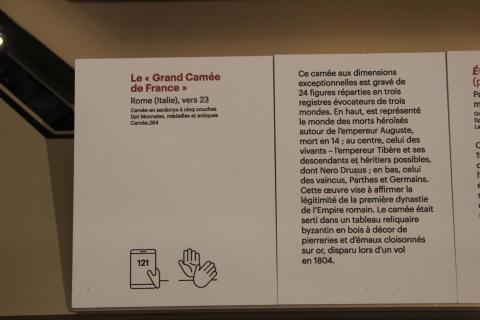 Le « Grand Camée
de France »
Rome (Italie), vers 23
Camée en sardonyx à cinq couches
Dpt Monnaies, médailles et antiques
Camée.264
121
Ce camée aux dimensions
exceptionnelles est gravé de
24 figures réparties en trois
registres évocateurs de trois
mondes. En haut, est représenté
le monde des morts héroïsés
autour de l'empereur Auguste,
mort en 14 ; au centre, celui des
vivants – l'empereur Tibère et ses
descendants et héritiers possibles,
dont Nero Drusus ; en bas, celui
des vaincus, Parthes et Germains.
Cette œuvre vise à affirmer la
légitimité de la première dynastie
de l'Empire romain. Le camée était
serti dans un tableau reliquaire
byzantin en bois à décor de
pierreries et d'émaux cloisonnés
sur or, disparu lors d'un vol
en 1804.